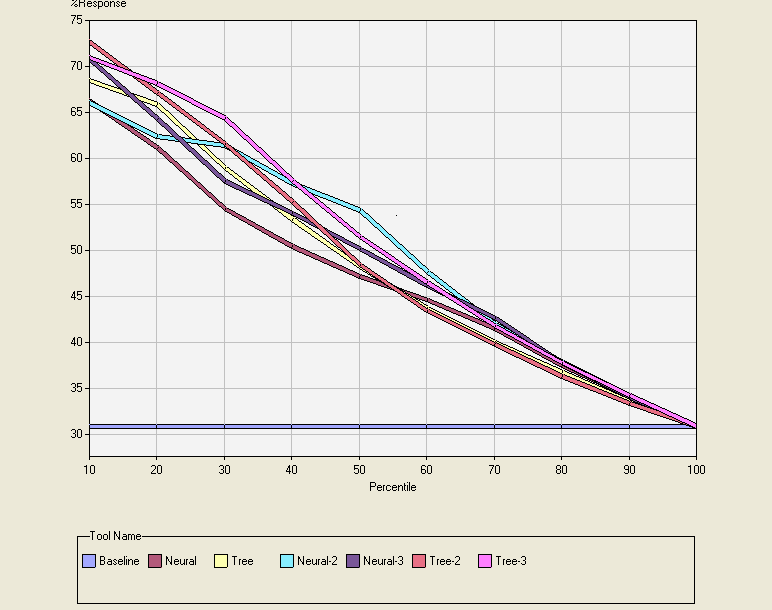 %Response
75
70
65
60
55
50
45
40
35
30
10 20 30 40 50 60 70 80 90 100
Percentile
Tool Name
Baseline Neural Tree Neural-2 Neural-3 Tree-2 Tree-3